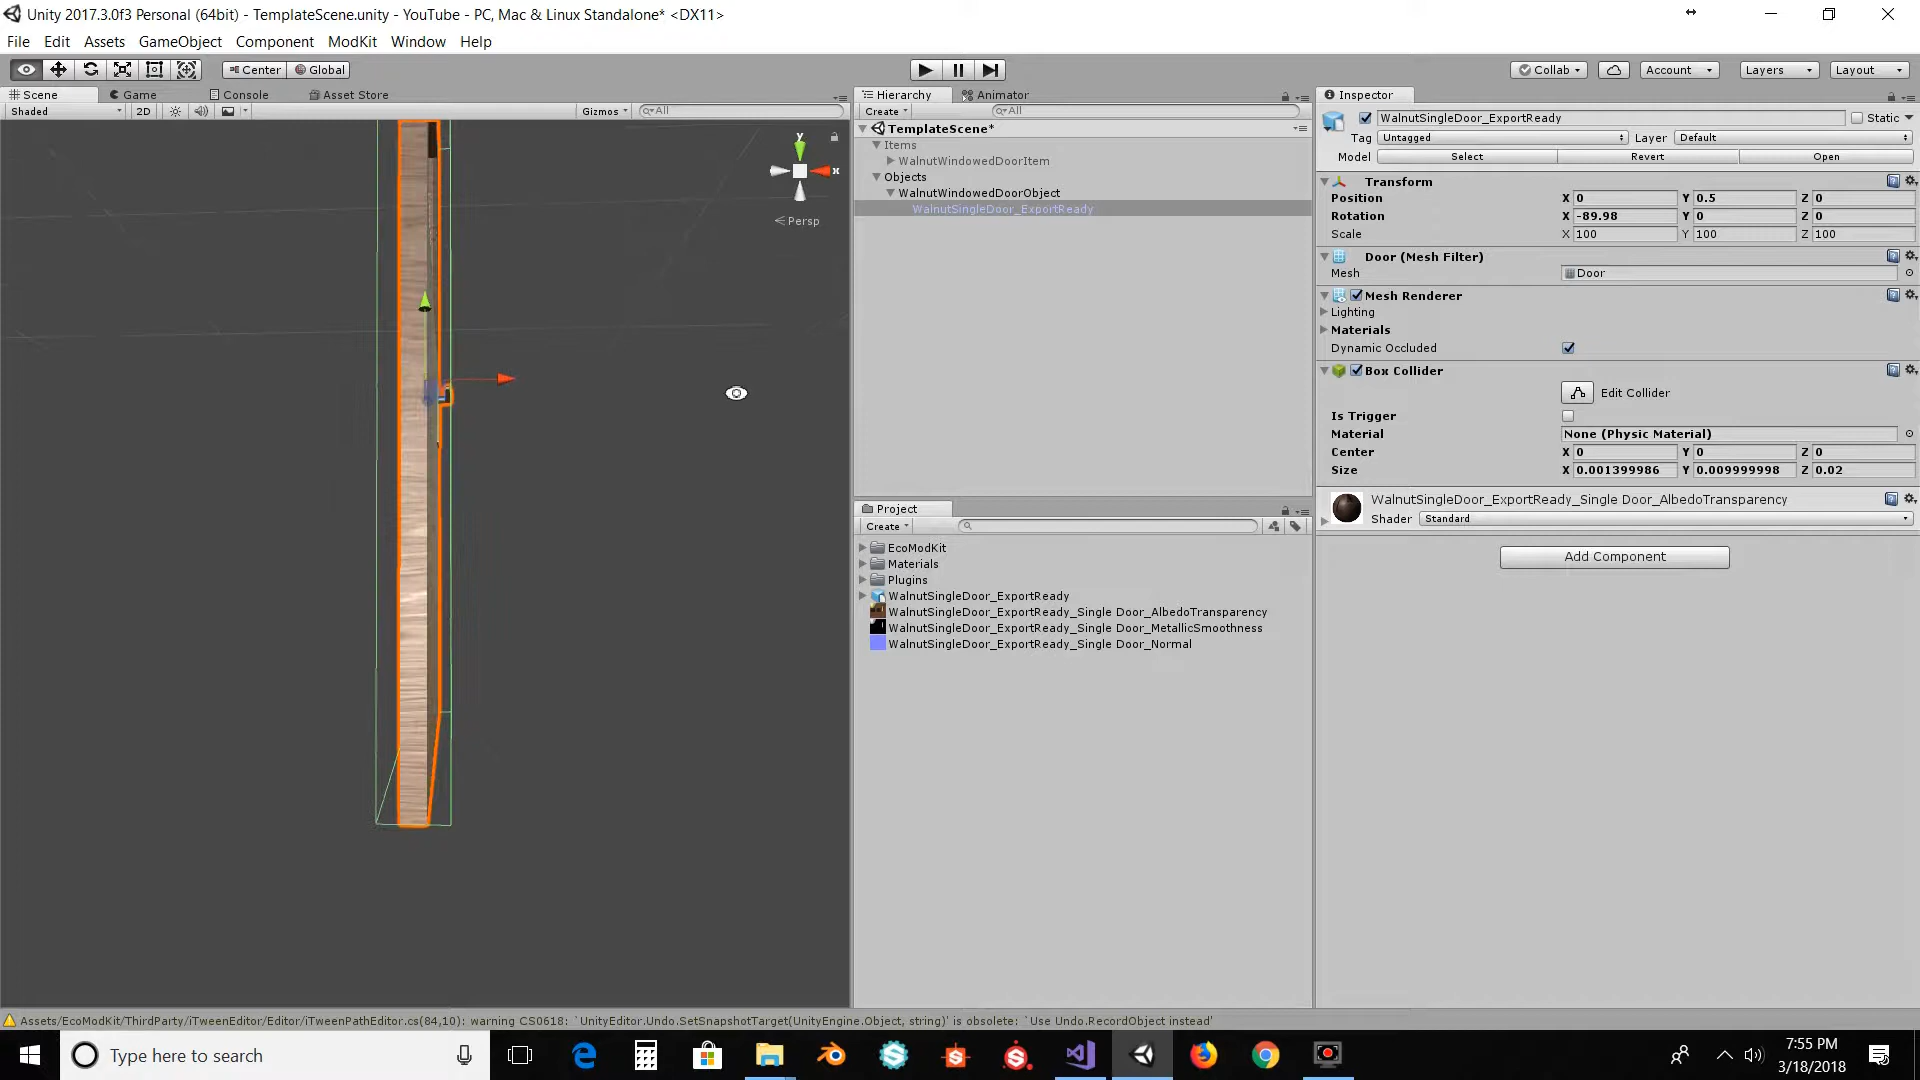 Unity 2017.3.0f3 Personal (64bit) - TemplateScene.unity - YouTube - PC, Mac & Linux Standalone* <DX11>
File Edit Assets GameObject Component ModKit Window Help
Center Global Collab Account Layers Layout
Scene Game Console Asset Store
Shaded 2D Gizmos All
y
x
Persp
Hierarchy Animator
Create All
TemplateScene*
Items
WalnutWindowedDoorItem
Objects
WalnutWindowedDoorObject
WalnutSingleDoor_ExportReady
Project
Create
EcoModKit
Materials
Plugins
WalnutSingleDoor_ExportReady
WalnutSingleDoor_ExportReady_Single Door_AlbedoTransparency
WalnutSingleDoor_ExportReady_Single Door_MetallicSmoothness
WalnutSingleDoor_ExportReady_Single Door_Normal
Inspector
WalnutSingleDoor_ExportReady Static
Tag Untagged Layer Default
Model Select Revert Open
Transform
Position X 0 Y 0.5 Z 0
Rotation X -89.98 Y 0 Z 0
Scale X 100 Y 100 Z 100
Door (Mesh Filter)
Mesh Door
Mesh Renderer
Lighting
Materials
Dynamic Occluded
Box Collider
Edit Collider
Is Trigger
Material None (Physic Material)
Center X 0 Y 0 Z 0
Size X 0.001399986 Y 0.009999998 Z 0.02
WalnutSingleDoor_ExportReady_Single Door_AlbedoTransparency
Shader Standard
Add Component
Assets/EcoModKit/ThirdParty/iTweenEditor/Editor/iTweenPathEditor.cs(84,10): warning CS0618: `UnityEditor.Undo.SetSnapshotTarget(UnityEngine.Object, string)' is obsolete: `Use Undo.RecordObject instead'
Type here to search
7:55 PM
3/18/2018